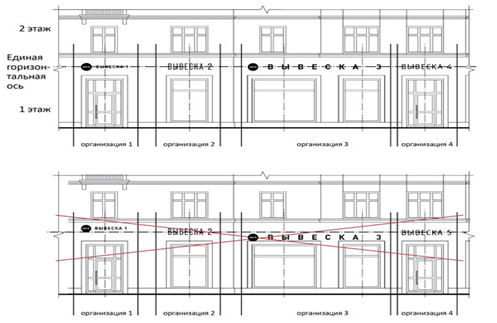 2 этаж
Единая
горизон-
тальная
ось
ВЫВЕСКА 1
ВЫВЕСКА 2
ВЫВЕСКА 3
ВЫВЕСКА 4
1 этаж
организация 1
организация 2
организация 3
организация 4
ВЫВЕСКА 1
ВЫВЕСКА 2
ВЫВЕСКА 3
ВЫВЕСКА 5
организация 1
организация 2
организация 3
организация 4